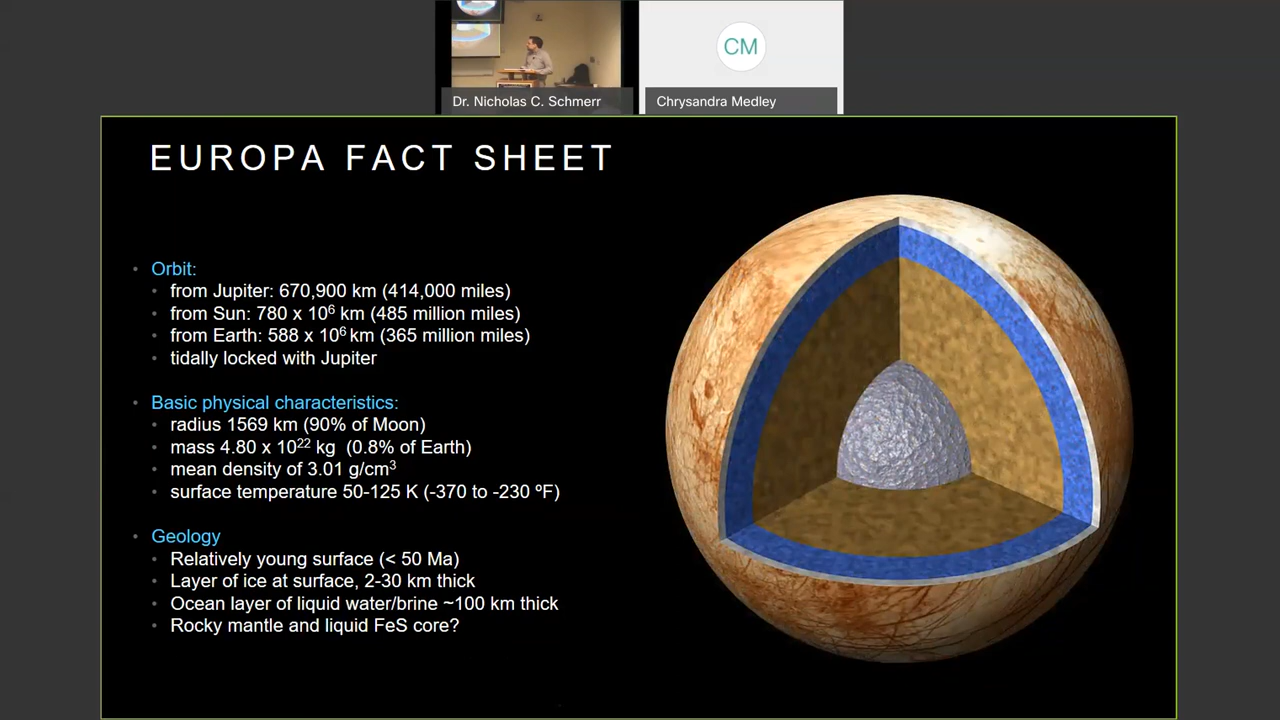 CM
Dr. Nicholas C. Schmerr
Chrysandra Medley
EUROPA FACT SHEET
• Orbit:
• from Jupiter: 670,900 km (414,000 miles)
• from Sun: 780 x 10⁶ km (485 million miles)
• from Earth: 588 x 10⁶ km (365 million miles)
• tidally locked with Jupiter
• Basic physical characteristics:
• radius 1569 km (90% of Moon)
• mass 4.80 x 10²² kg (0.8% of Earth)
• mean density of 3.01 g/cm³
• surface temperature 50-125 K (-370 to -230 ºF)
• Geology
• Relatively young surface (< 50 Ma)
• Layer of ice at surface, 2-30 km thick
• Ocean layer of liquid water/brine ~100 km thick
• Rocky mantle and liquid FeS core?